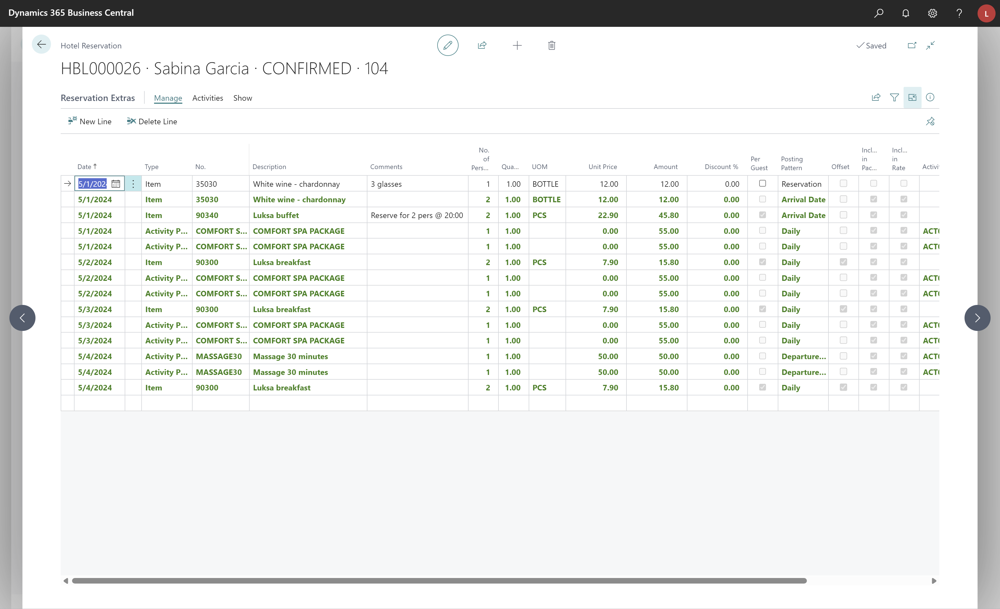 Dynamics 365 Business Central
L
Hotel Reservation
Saved
HBL000026 · Sabina Garcia · CONFIRMED · 104
Reservation Extras Manage Activities Show
New Line Delete Line
Date Type No. Description Comments No. of Pers... Qua... UOM Unit Price Amount Discount % Per Guest Posting Pattern Offset Incl... in Pac... Incl... in Rate Activi
5/1/202 Item 35030 White wine - chardonnay 3 glasses 1 1.00 BOTTLE 12.00 12.00 0.00 Reservation
5/1/2024 Item 35030 White wine - chardonnay 2 1.00 BOTTLE 12.00 12.00 0.00 Arrival Date
5/1/2024 Item 90340 Luksa buffet Reserve for 2 pers @ 20:00 2 1.00 PCS 22.90 45.80 0.00 Arrival Date
5/1/2024 Activity P... COMFORT S... COMFORT SPA PACKAGE 1 1.00 0.00 55.00 0.00 Daily ACT
5/1/2024 Activity P... COMFORT S... COMFORT SPA PACKAGE 1 1.00 0.00 55.00 0.00 Daily ACT
5/2/2024 Item 90300 Luksa breakfast 2 1.00 PCS 7.90 15.80 0.00 Daily
5/2/2024 Activity P... COMFORT S... COMFORT SPA PACKAGE 1 1.00 0.00 55.00 0.00 Daily ACT
5/2/2024 Activity P... COMFORT S... COMFORT SPA PACKAGE 1 1.00 0.00 55.00 0.00 Daily ACT
5/3/2024 Item 90300 Luksa breakfast 2 1.00 PCS 7.90 15.80 0.00 Daily
5/3/2024 Activity P... COMFORT S... COMFORT SPA PACKAGE 1 1.00 0.00 55.00 0.00 Daily ACT
5/3/2024 Activity P... COMFORT S... COMFORT SPA PACKAGE 1 1.00 0.00 55.00 0.00 Daily ACT
5/4/2024 Activity P... MASSAGE30 Massage 30 minutes 1 1.00 50.00 50.00 0.00 Departure... ACT
5/4/2024 Activity P... MASSAGE30 Massage 30 minutes 1 1.00 50.00 50.00 0.00 Departure... ACT
5/4/2024 Item 90300 Luksa breakfast 2 1.00 PCS 7.90 15.80 0.00 Daily